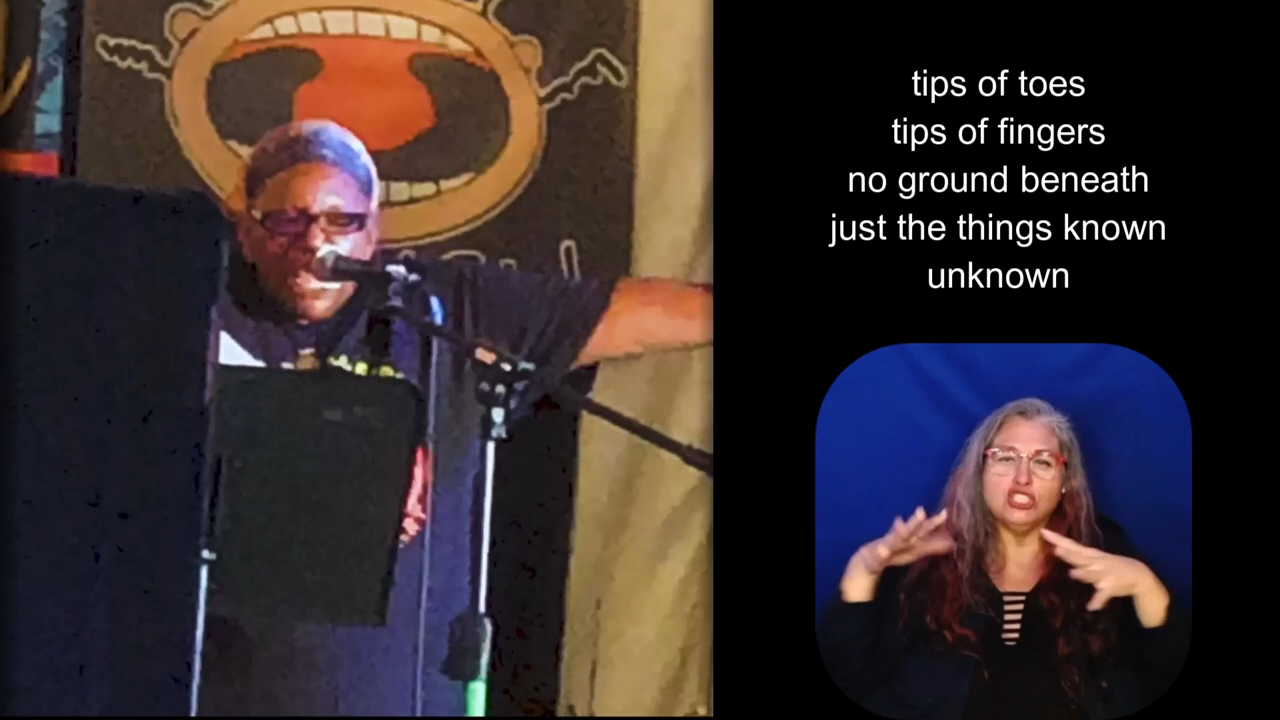 tips of toes
tips of fingers
no ground beneath
just the things known
unknown